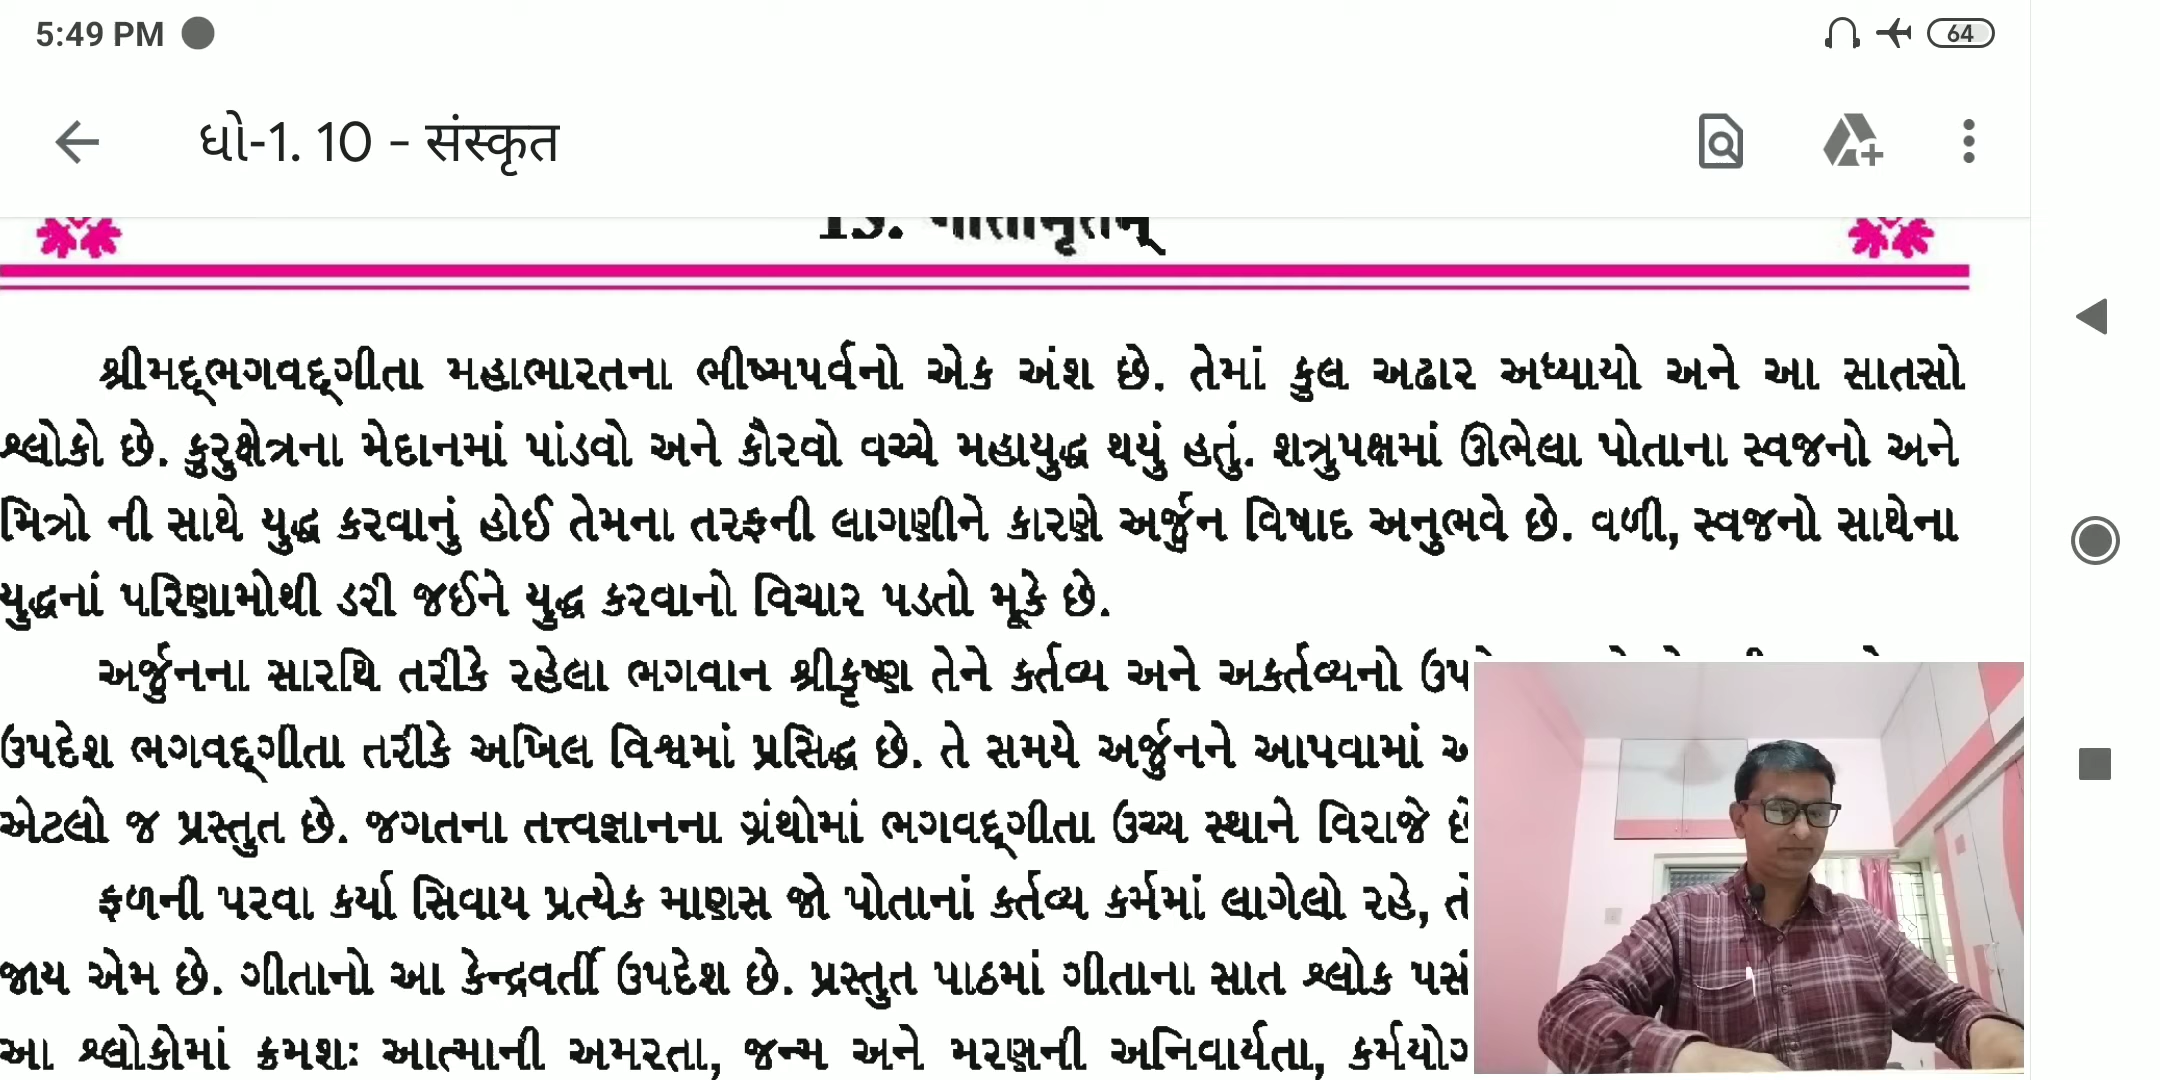 5:49 PM
64
ધો-1. 10 - संस्कृत
શ્રીમદ્ભગવદ્ગીતા મહાભારતના ભીષ્મપર્વનો એક અંશ છે. તેમાં કુલ અઢાર અધ્યાયો અને આ સાતસો
શ્લોકો છે. કુરુક્ષેત્રના મેદાનમાં પાંડવો અને કૌરવો વચ્ચે મહાયુદ્ધ થયું હતું. શત્રુપક્ષમાં ઊભેલા પોતાના સ્વજનો અને
મિત્રો ની સાથે યુદ્ધ કરવાનું હોઈ તેમના તરફની લાગણીને કારણે અર્જુન વિષાદ અનુભવે છે. વળી, સ્વજનો સાથેના
યુદ્ધનાં પરિણામોથી ડરી જઈને યુદ્ધ કરવાનો વિચાર પડતો મૂકે છે.
અર્જુનના સારથિ તરીકે રહેલા ભગવાન શ્રીકૃષ્ણ તેને કર્તવ્ય અને અકર્તવ્યનો
ઉપદેશ ભગવદ્ગીતા તરીકે અખિલ વિશ્વમાં પ્રસિદ્ધ છે. તે સમયે અર્જુનને આપવામાં
એટલો જ પ્રસ્તુત છે. જગતના તત્ત્વજ્ઞાનના ગ્રંથોમાં ભગવદ્ગીતા ઉચ્ચ સ્થાને વિરાજે છે
ફળની પરવા કર્યા સિવાય પ્રત્યેક માણસ જો પોતાનાં કર્તવ્ય કર્મમાં લાગેલો રહે, તો
જાય એમ છે. ગીતાનો આ કેન્દ્રવર્તી ઉપદેશ છે. પ્રસ્તુત પાઠમાં ગીતાના સાત શ્લોક
આ શ્લોકોમાં ક્રમશઃ આત્માની અમરતા, જન્મ અને મરણની અનિવાર્યતા,